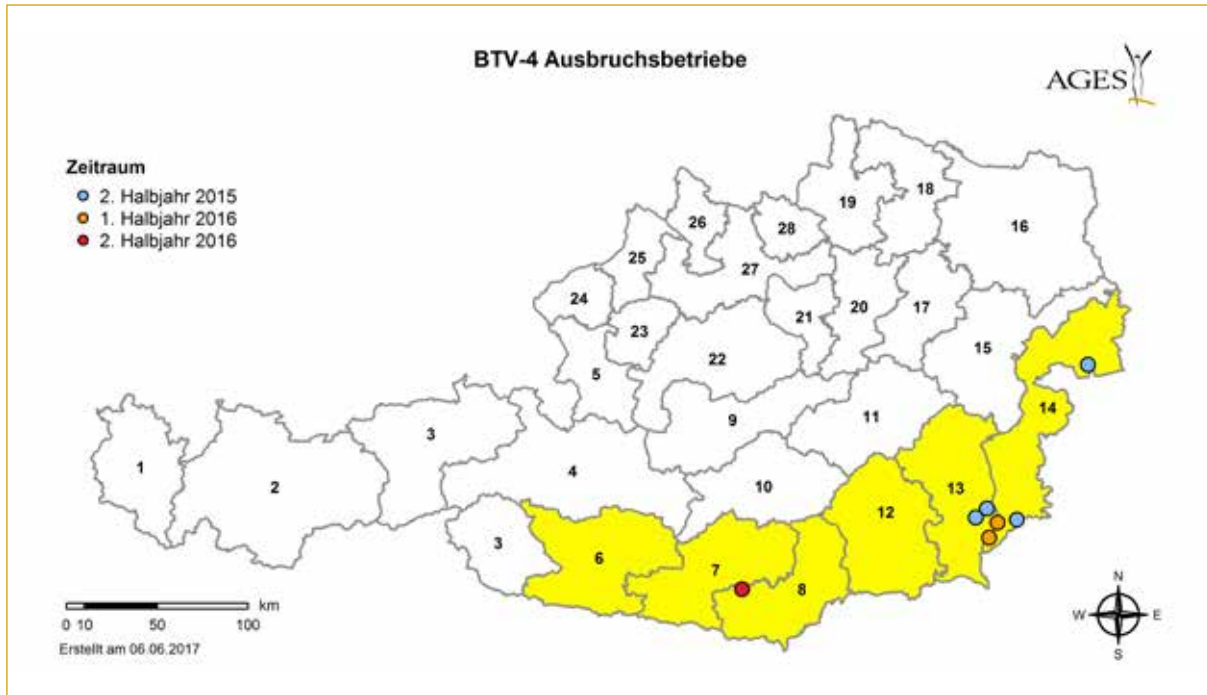 BTV-4 Ausbruchsbetriebe
AGES
Zeitraum
2. Halbjahr 2015
1. Halbjahr 2016
2. Halbjahr 2016
19
18
26
28
16
25
27
24
21
20
17
23
15
22
5
14
9
11
3
1
4
2
10
13
12
3
6
7
8
km
0 10 50 100
Erstellt am 06.06.2017
N
W E
S